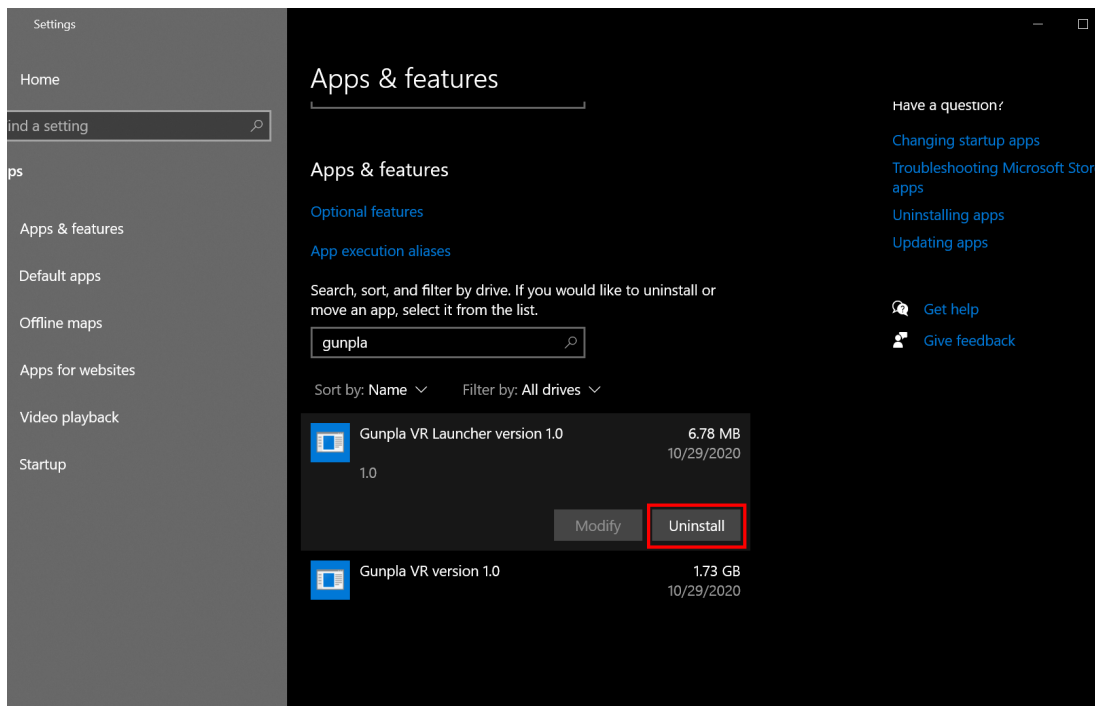 Settings
Home
ind a setting
ps
Apps & features
Default apps
Offline maps
Apps for websites
Video playback
Startup
Apps & features
Apps & features
Optional features
App execution aliases
Search, sort, and filter by drive. If you would like to uninstall or
move an app, select it from the list.
gunpla
Sort by: Name
Filter by: All drives
Gunpla VR Launcher version 1.0
6.78 MB
10/29/2020
1.0
Modify
Uninstall
Gunpla VR version 1.0
1.73 GB
10/29/2020
Have a question?
Changing startup apps
Troubleshooting Microsoft Stor
apps
Uninstalling apps
Updating apps
Get help
Give feedback